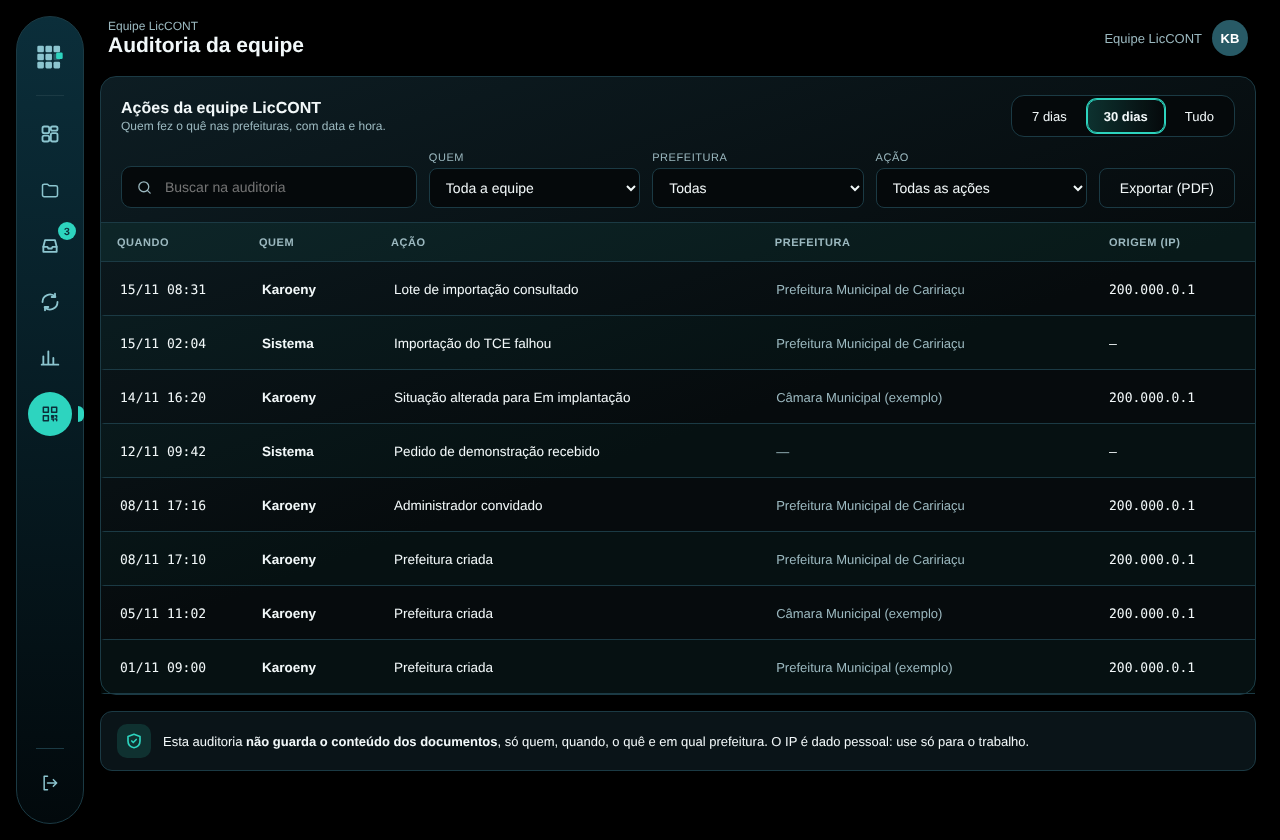 Equipe LicCONT
Auditoria da equipe
Equipe LicCONT KB
Ações da equipe LicCONT
Quem fez o quê nas prefeituras, com data e hora.
7 dias 30 dias Tudo
QUEM PREFEITURA AÇÃO
Buscar na auditoria Toda a equipe Todas Todas as ações Exportar (PDF)
3
QUANDO QUEM AÇÃO PREFEITURA ORIGEM (IP)
15/11 08:31 Karoeny Lote de importação consultado Prefeitura Municipal de Caririaçu 200.000.0.1
15/11 02:04 Sistema Importação do TCE falhou Prefeitura Municipal de Caririaçu –
14/11 16:20 Karoeny Situação alterada para Em implantação Câmara Municipal (exemplo) 200.000.0.1
12/11 09:42 Sistema Pedido de demonstração recebido — –
08/11 17:16 Karoeny Administrador convidado Prefeitura Municipal de Caririaçu 200.000.0.1
08/11 17:10 Karoeny Prefeitura criada Prefeitura Municipal de Caririaçu 200.000.0.1
05/11 11:02 Karoeny Prefeitura criada Câmara Municipal (exemplo) 200.000.0.1
01/11 09:00 Karoeny Prefeitura criada Prefeitura Municipal (exemplo) 200.000.0.1
Esta auditoria não guarda o conteúdo dos documentos, só quem, quando, o quê e em qual prefeitura. O IP é dado pessoal: use só para o trabalho.